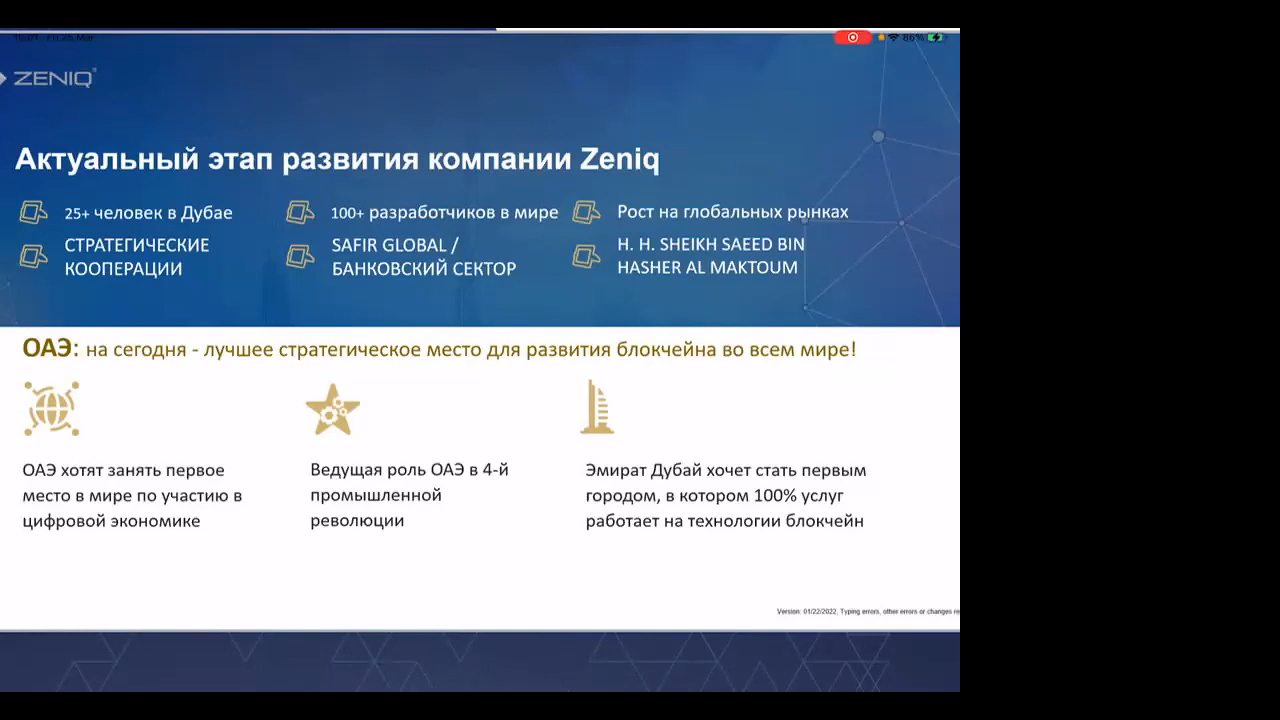 ZENIQ®
86%
Актуальный этап развития компании Zeniq
25+ человек в Дубае
100+ разработчиков в мире
Рост на глобальных рынках
СТРАТЕГИЧЕСКИЕ
КООПЕРАЦИИ
SAFIR GLOBAL /
БАНКОВСКИЙ СЕКТОР
H. H. SHEIKH SAEED BIN
HASHER AL MAKTOUM
ОАЭ: на сегодня - лучшее стратегическое место для развития блокчейна во всем мире!
ОАЭ хотят занять первое
место в мире по участию в
цифровой экономике
Ведущая роль ОАЭ в 4-й
промышленной
революции
Эмират Дубай хочет стать первым
городом, в котором 100% услуг
работает на технологии блокчейн
Version: 01/22/2022, Typing errors, other errors or changes re